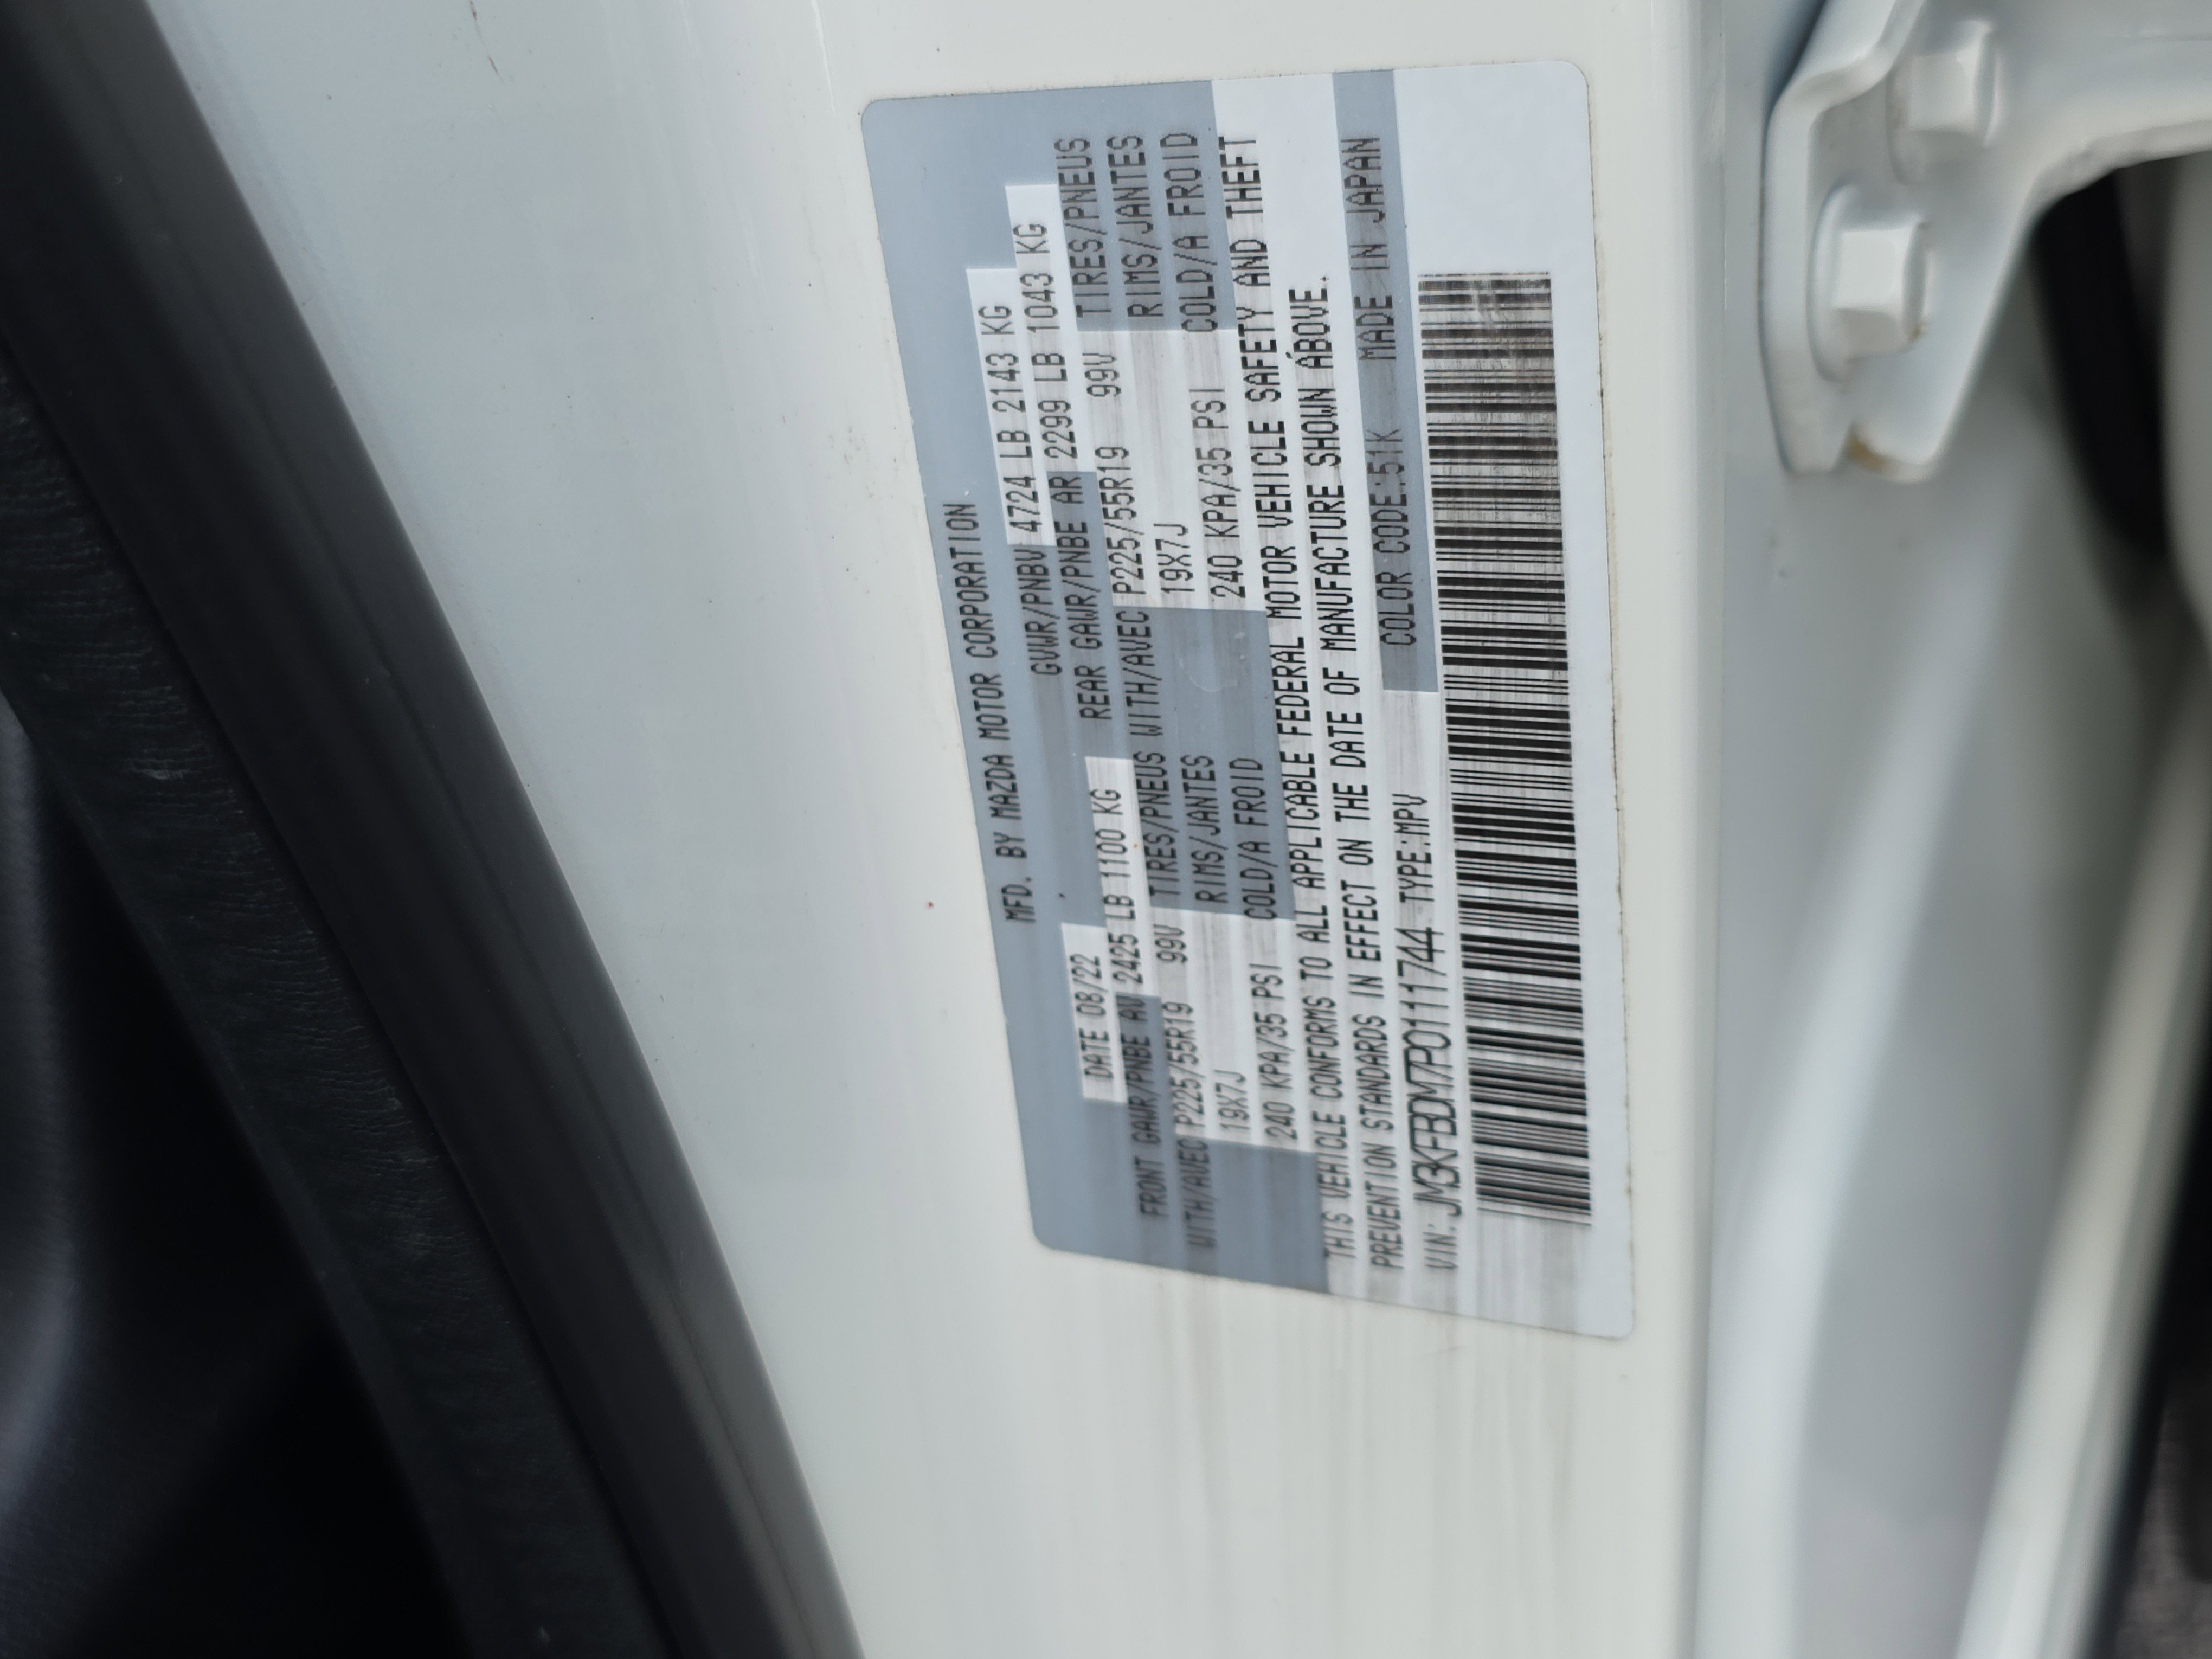 MFD. BY MAZDA MOTOR CORPORATION
DATE 08/22 GVWR/PNBV 4724 LB 2143 KG
FRONT GAWR/PNBE AV 2425 LB 1100 KG REAR GAWR/PNBE AR 2299 LB 1043 KG
WITH/AVEC P225/55R19 99V TIRES/PNEUS WITH/AVEC P225/55R19 99V TIRES/PNEUS
19X7J RIMS/JANTES 19X7J RIMS/JANTES
240 KPA/35 PSI COLD/A FROID 240 KPA/35 PSI COLD/A FROID
THIS VEHICLE CONFORMS TO ALL APPLICABLE FEDERAL MOTOR VEHICLE SAFETY AND THEFT
PREVENTION STANDARDS IN EFFECT ON THE DATE OF MANUFACTURE SHOWN ABOVE.
VIN: JM3KFBDM7P0111744 TYPE:MPV COLOR CODE:51K MADE IN JAPAN